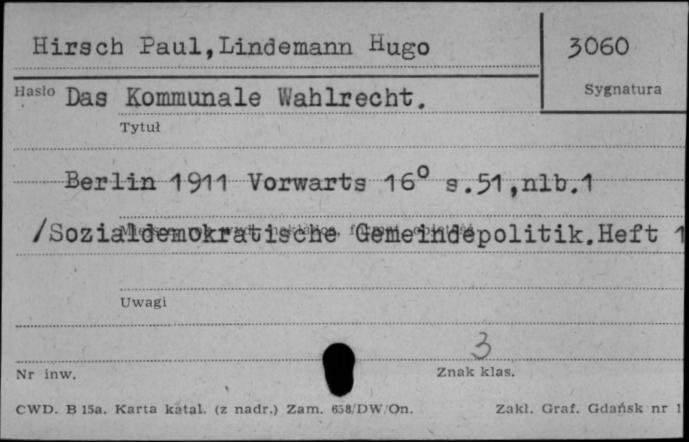 Hirsch Paul,Lindemann Hugo
3060
Hasło
Sygnatura
Das Kommunale Wahlrecht.
Tytuł
Berlin 1911 Vorwarts 16° s.51,nlb.1
/Sozialdemokratische Gemeindepolitik.Heft 1
Uwagi
3
Nr inw.
Znak klas.
CWD. B 15a. Karta katal. (z nadr.) Zam. 658/DW/On.
Zakł. Graf. Gdańsk nr 1